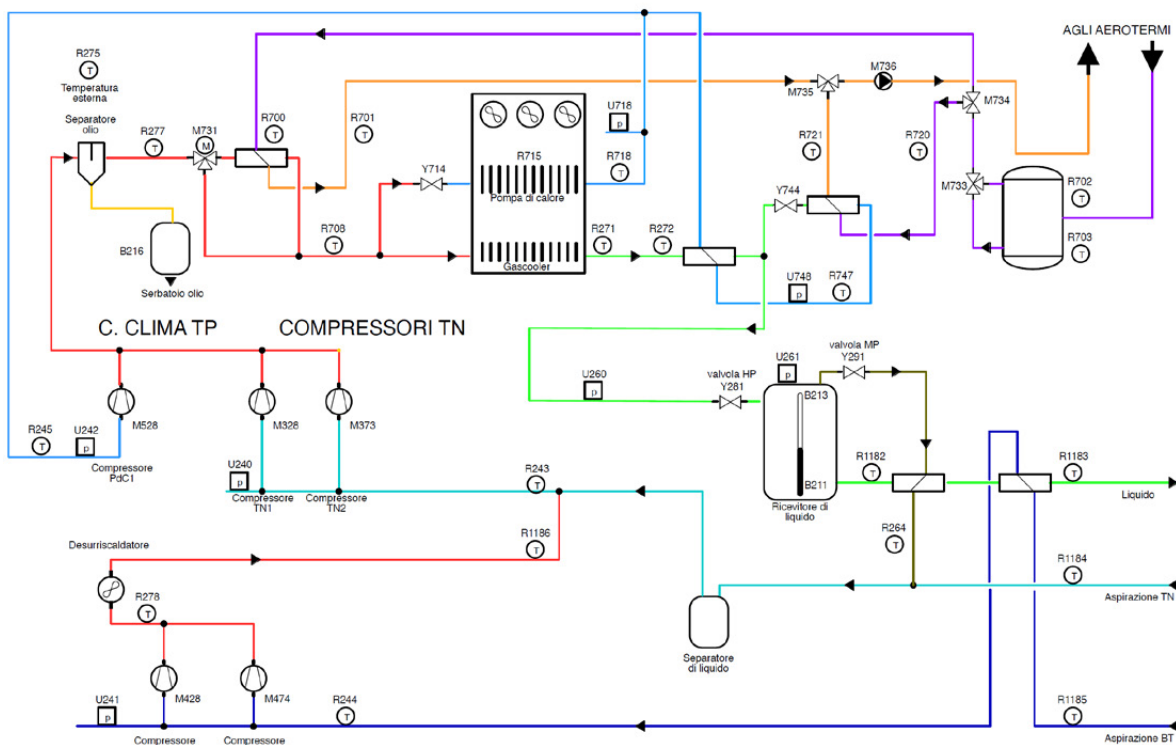 AGLI AEROTERMI
R275
T
Temperatura
esterna
Separatore
olio
R277
T
M731
M
R700
T
R701
T
U718
p
M735
M736
M734
R715
R718
T
Y714
Pompa di calore
R721
T
R720
T
Y744
M733
R702
T
R703
T
R708
T
R271
T
R272
T
Gascooler
B216
Serbatoio olio
U748
p
R747
T
C. CLIMA TP
COMPRESSORI TN
valvola MP
Y291
U261
p
U260
p
valvola HP
Y281
B213
M528
M328
M373
R245
T
U242
p
Compressore
PdC1
U240
p
Compressore
TN1
Compressore
TN2
R243
T
R1182
T
R1183
T
B211
Ricevitore di
liquido
Liquido
R264
T
R1186
T
Desurriscaldatore
R1184
T
Aspirazione TN
R278
T
Separatore
di liquido
M428
M474
U241
p
R244
T
R1185
T
Compressore
Compressore
Aspirazione BT